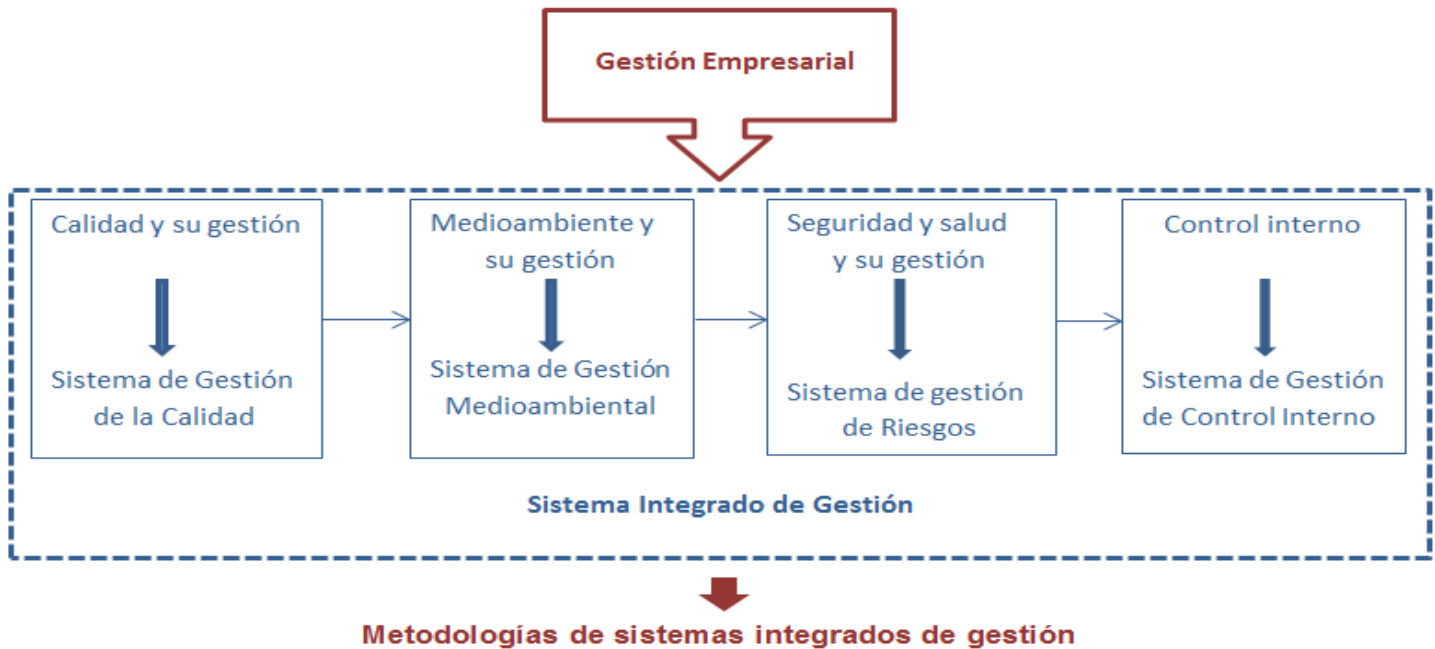 Gestión Empresarial
Calidad y su gestión
Sistema de Gestión
de la Calidad
Medioambiente y
su gestión
Sistema de Gestión
Medioambiental
Seguridad y salud
y su gestión
Sistema de gestión
de Riesgos
Control interno
Sistema de Gestión
de Control Interno
Sistema Integrado de Gestión
Metodologías de sistemas integrados de gestión